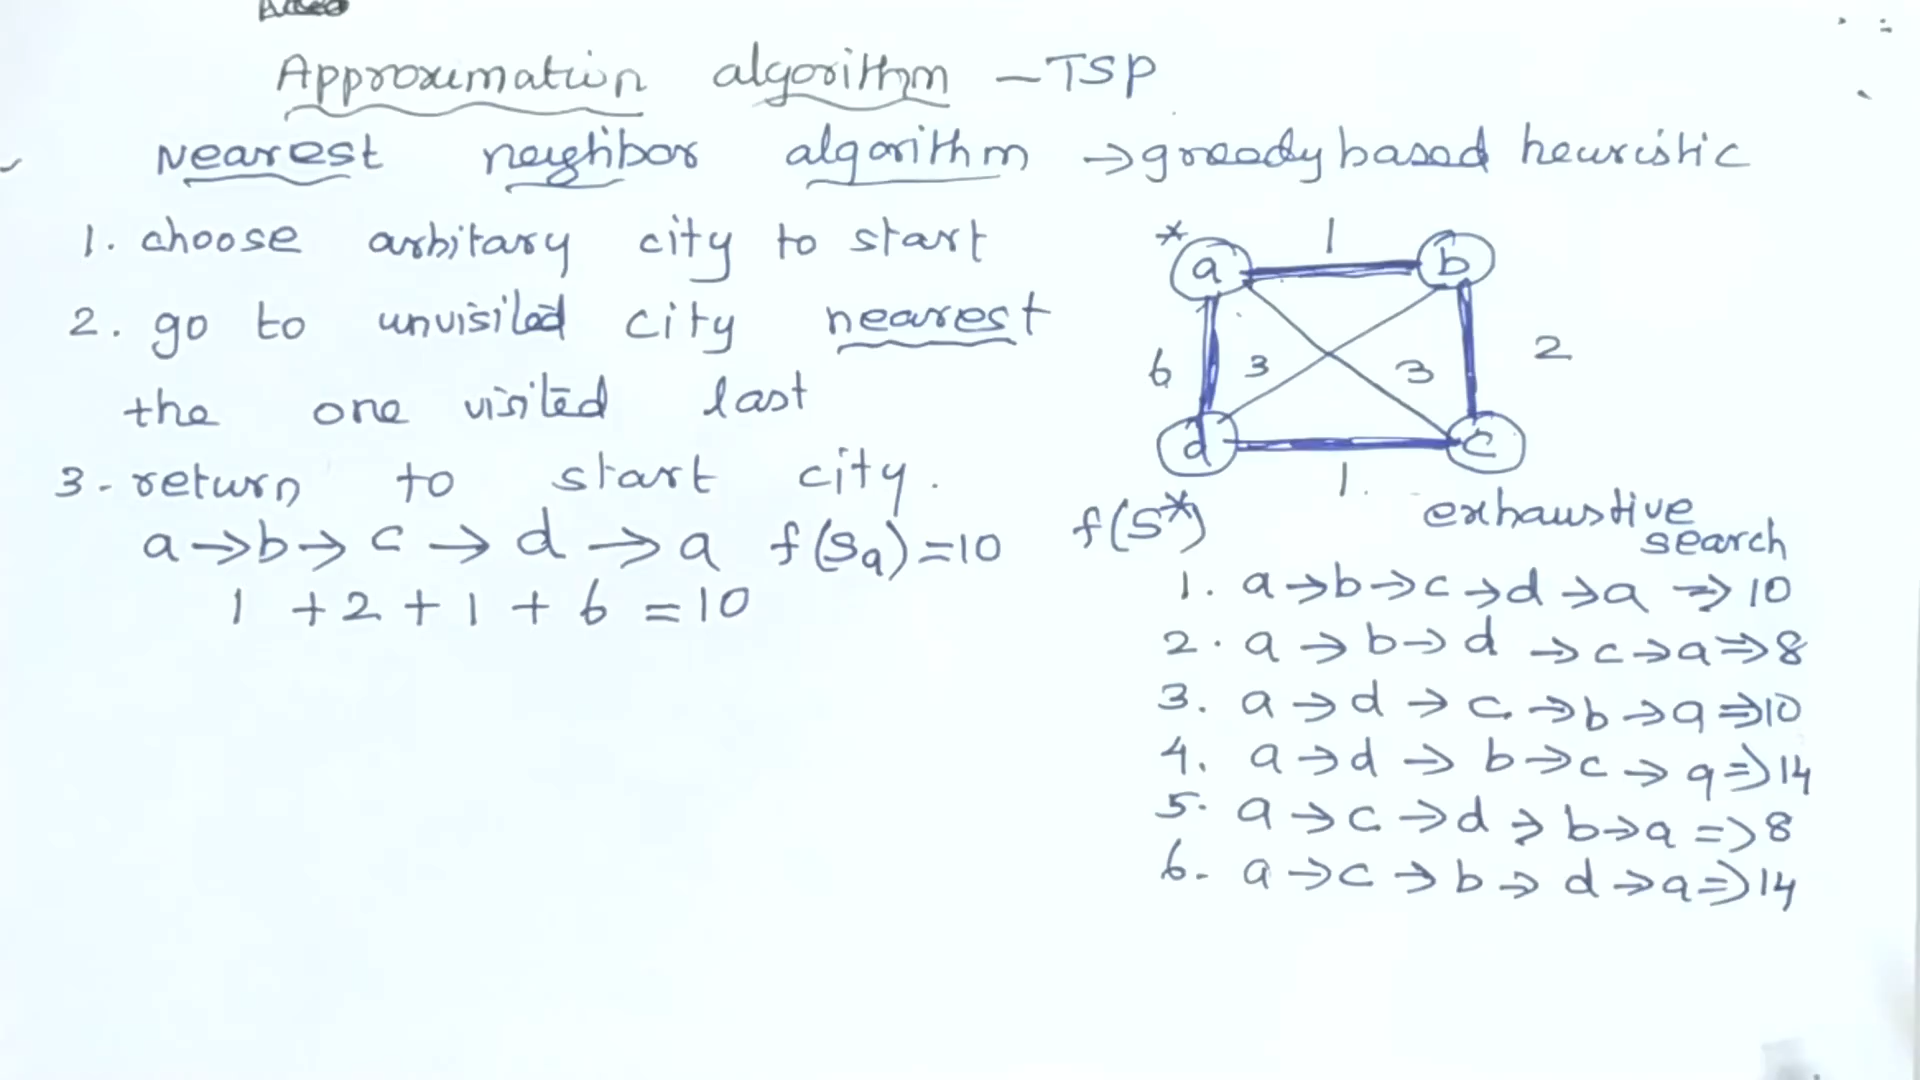 Approximation algorithm - TSP
Nearest neighbor algorithm → greedy based heuristic
1. choose arbitary city to start
2. go to unvisited city nearest
the one visited last
3. return to start city.
a → b → c → d → a f(Sa) = 10
1 + 2 + 1 + 6 = 10
* a 1 b
6 3 3 2
d 1. c
f(S*) exhaustive search
1. a → b → c → d → a ⇒ 10
2. a → b → d → c → a ⇒ 8
3. a → d → c → b → a ⇒ 10
4. a → d → b → c → a ⇒ 14
5. a → c → d → b → a ⇒ 8
6. a → c → b → d → a ⇒ 14